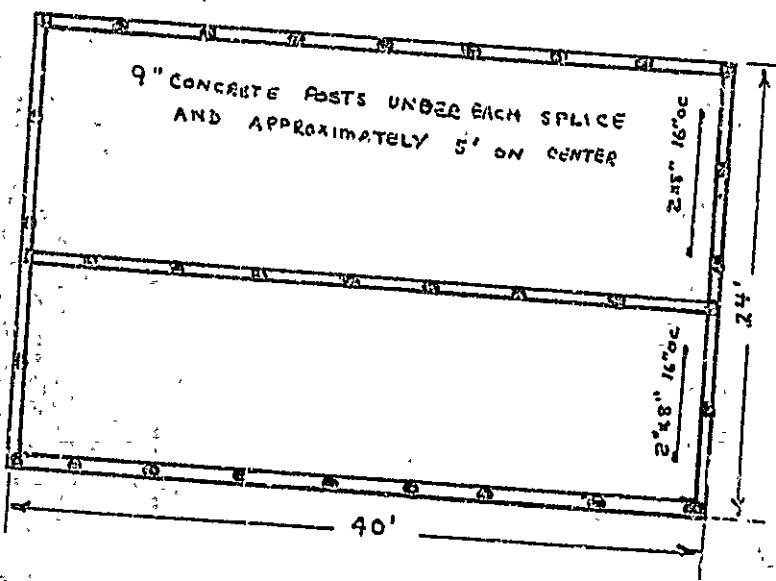 9" CONCRETE POSTS UNDER EACH SPLICE
AND APPROXIMATELY 5' ON CENTER
2"x8" 16"oc
2"x8" 16"oc
24'
40'